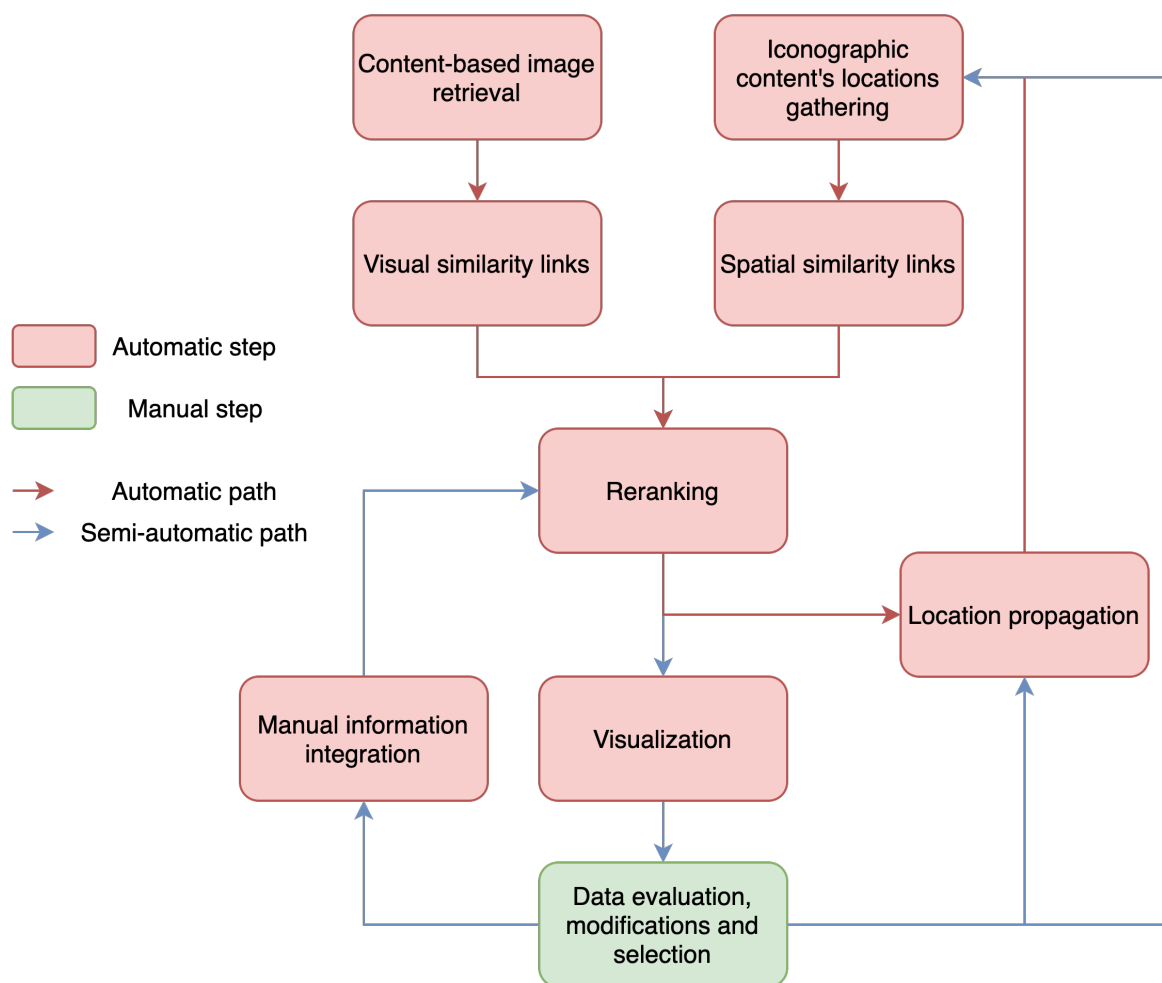 Content-based image
retrieval
Iconographic
content's locations
gathering
Visual similarity links
Spatial similarity links
Automatic step
Manual step
Automatic path
Semi-automatic path
Reranking
Location propagation
Manual information
integration
Visualization
Data evaluation,
modifications and
selection